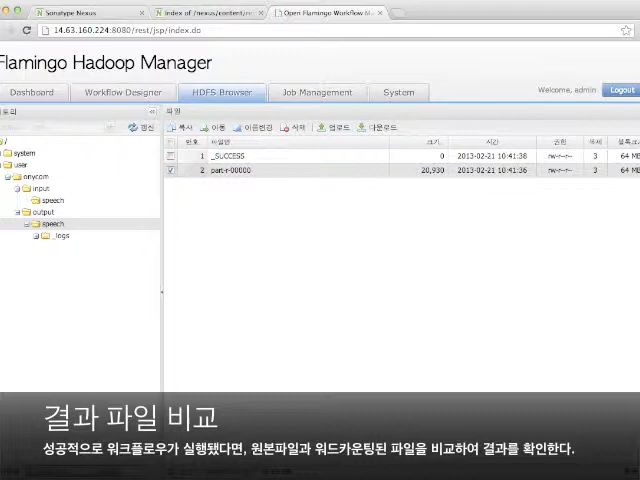 Sonatype Nexus
Index of /nexus/content/re
Open Flamingo Workflow M
14.63.160.224:8080/rest/jsp/index.do
Flamingo Hadoop Manager
Dashboard
Workflow Designer
HDFS Browser
Job Management
System
Welcome, admin
Logout
토리
파일
갱신
복사 이동 이름변경 삭제 업로드 다운로드
번호 파일명 크기 시간 권한 복제 블록크
1 _SUCCESS 0 2013-02-21 10:41:38 rw-r--r-- 3 64 MB
2 part-r-00000 20,930 2013-02-21 10:41:36 rw-r--r-- 3 64 MB
/
system
user
onycom
input
speech
output
speech
_logs
결과 파일 비교
성공적으로 워크플로우가 실행됐다면, 원본파일과 워드카운팅된 파일을 비교하여 결과를 확인한다.